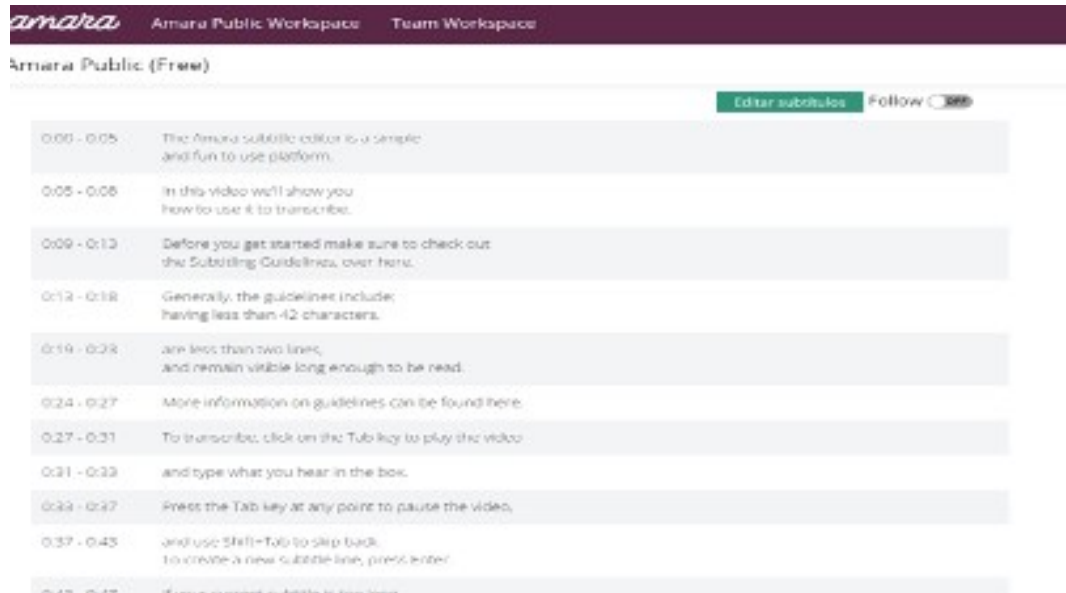 amara Amara Public Workspace Team Workspace
Amara Public (Free)
Editar subtítulos Follow OFF
0:00 - 0:05 The Amara subtitle editor is a simple
and fun to use platform.
0:05 - 0:08 In this video we'll show you
how to use it to transcribe.
0:09 - 0:13 Before you get started make sure to check out
the Subtitling Guidelines, over here.
0:13 - 0:18 Generally, the guidelines include:
having less than 42 characters,
0:19 - 0:23 are less than two lines,
and remain visible long enough to be read.
0:24 - 0:27 More information on guidelines can be found here.
0:27 - 0:31 To transcribe, click on the Tab key to play the video
0:31 - 0:33 and type what you hear in the box.
0:33 - 0:37 Press the Tab key at any point to pause the video,
0:37 - 0:43 and use Shift+Tab to skip back.
To create a new subtitle line, press Enter.